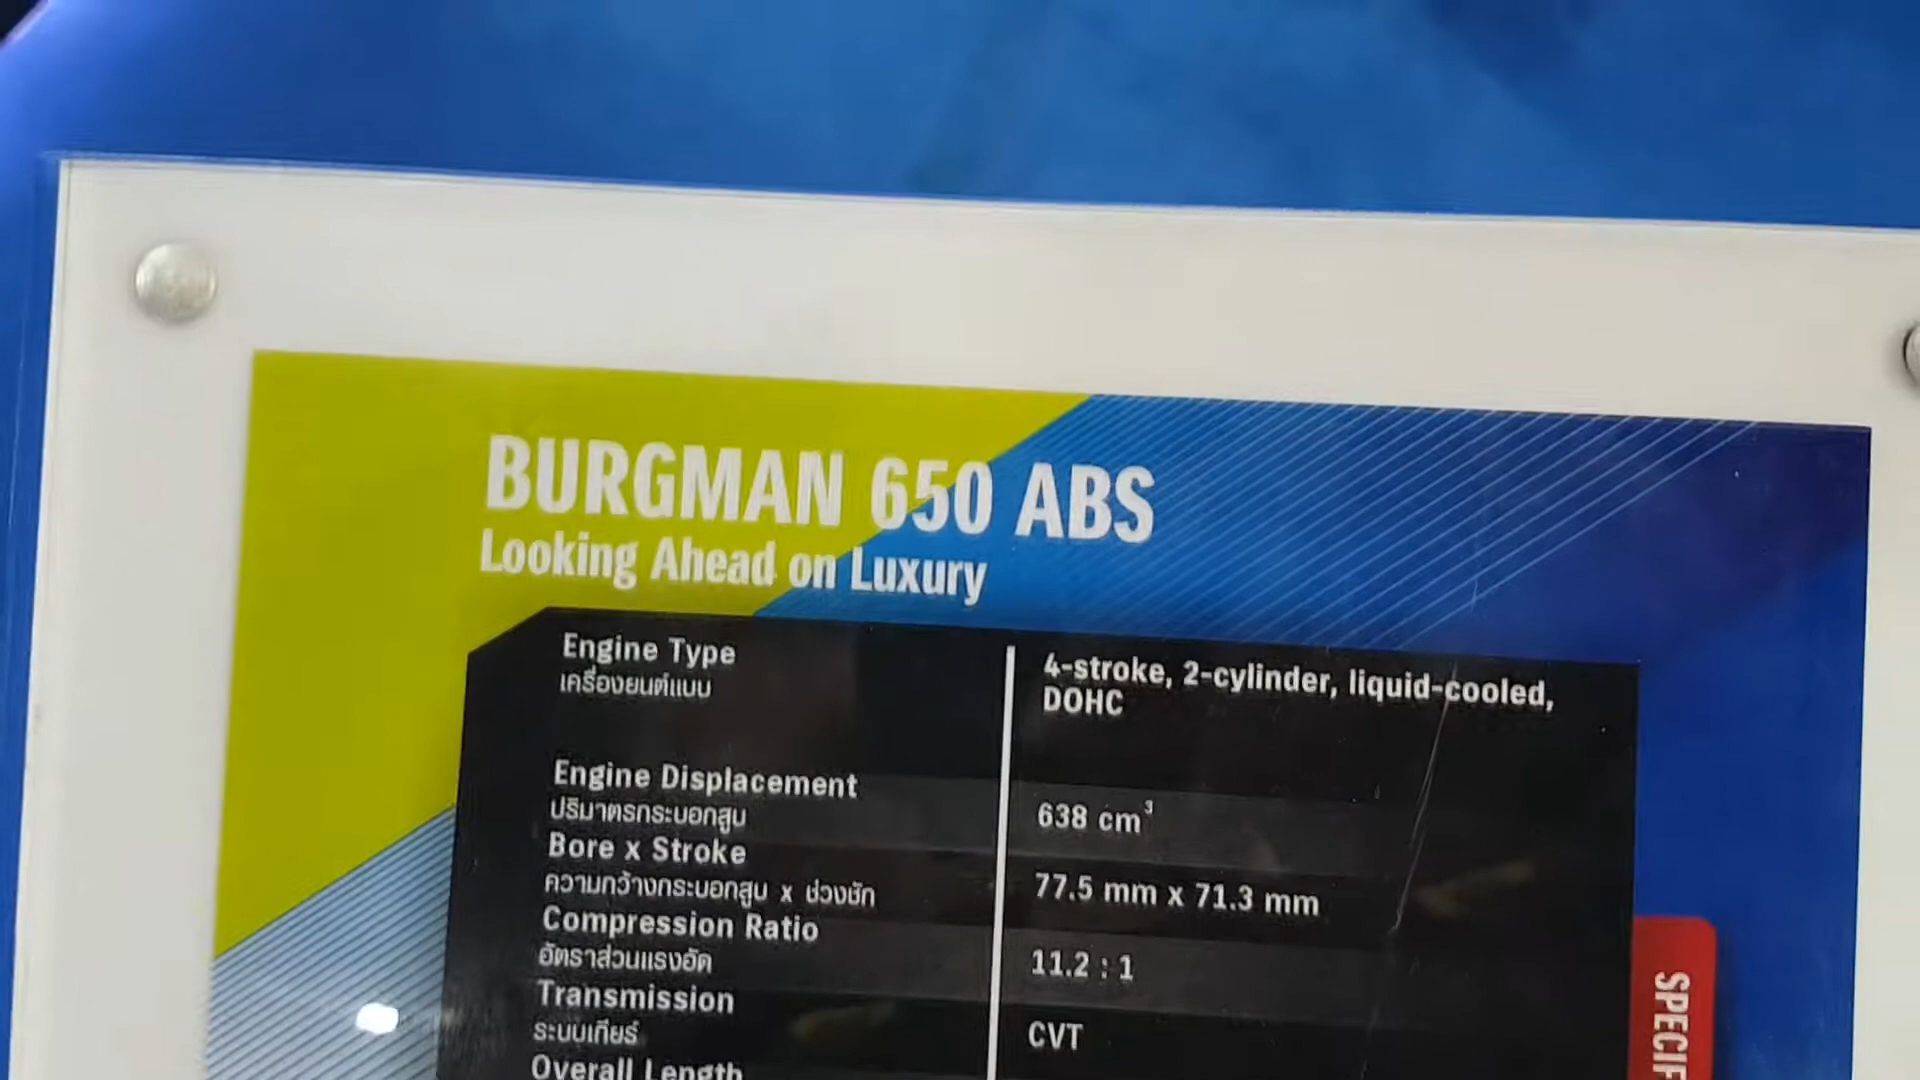 BURGMAN 650 ABS
Looking Ahead on Luxury
Engine Type
เครื่องยนต์แบบ
4-stroke, 2-cylinder, liquid-cooled,
DOHC
Engine Displacement
ปริมาตรกระบอกสูบ
638 cm³
Bore x Stroke
ความกว้างกระบอกสูบ x ช่วงชัก
77.5 mm x 71.3 mm
Compression Ratio
อัตราส่วนแรงอัด
11.2 : 1
Transmission
ระบบเกียร์
CVT
Overall Length
SPECIF